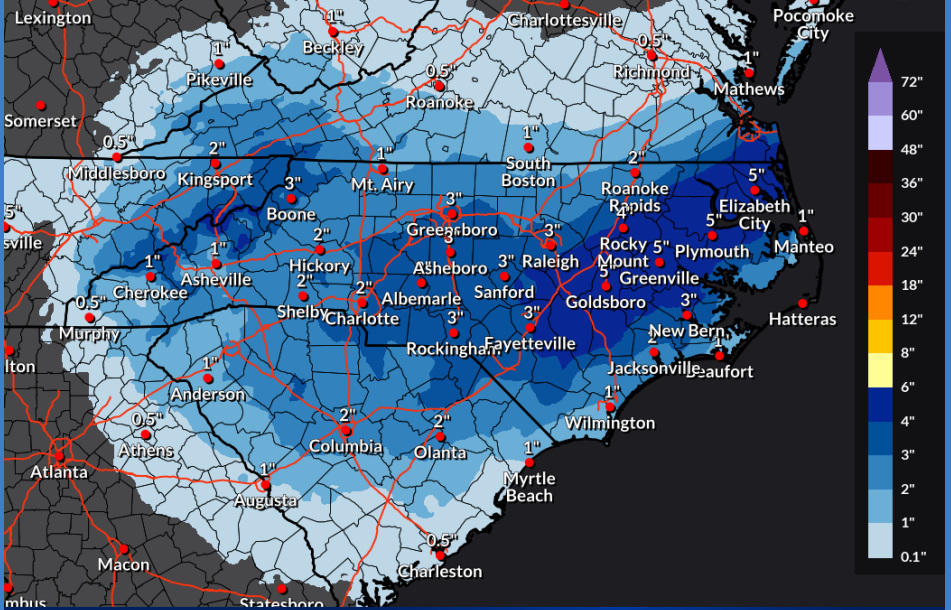 Lexington
Charlottesville
Pocomoke
City
1"
Beckley
0.5"
Richmond
1"
Pikeville
1"
Mathews
0.5"
Roanoke
Somerset
0.5"
Middlesboro
2"
Kingsport
1"
Mt. Airy
1"
South
Boston
2"
Roanoke
Rapids
3"
Boone
5"
Elizabeth
City
5"
sville
3"
Greensboro
4"
Rocky
Mount
5"
Plymouth
1"
Manteo
1"
Asheville
2"
Hickory
3"
Asheboro
3"
Raleigh
5"
Greenville
1"
Cherokee
2"
Shelby
2"
Charlotte
Albemarle
3"
Sanford
5"
Goldsboro
0.5"
Murphy
3"
Rockingham
3"
Fayetteville
3"
New Bern
Hatteras
lton
2"
Jacksonville
1"
Beaufort
1"
Anderson
1"
Wilmington
0.5"
Athens
2"
Columbia
2"
Olanta
Atlanta
1"
Augusta
1"
Myrtle
Beach
0.5"
Charleston
Macon
mbus
Statesboro
72"
60"
48"
36"
30"
24"
18"
12"
8"
6"
4"
3"
2"
1"
0.1"